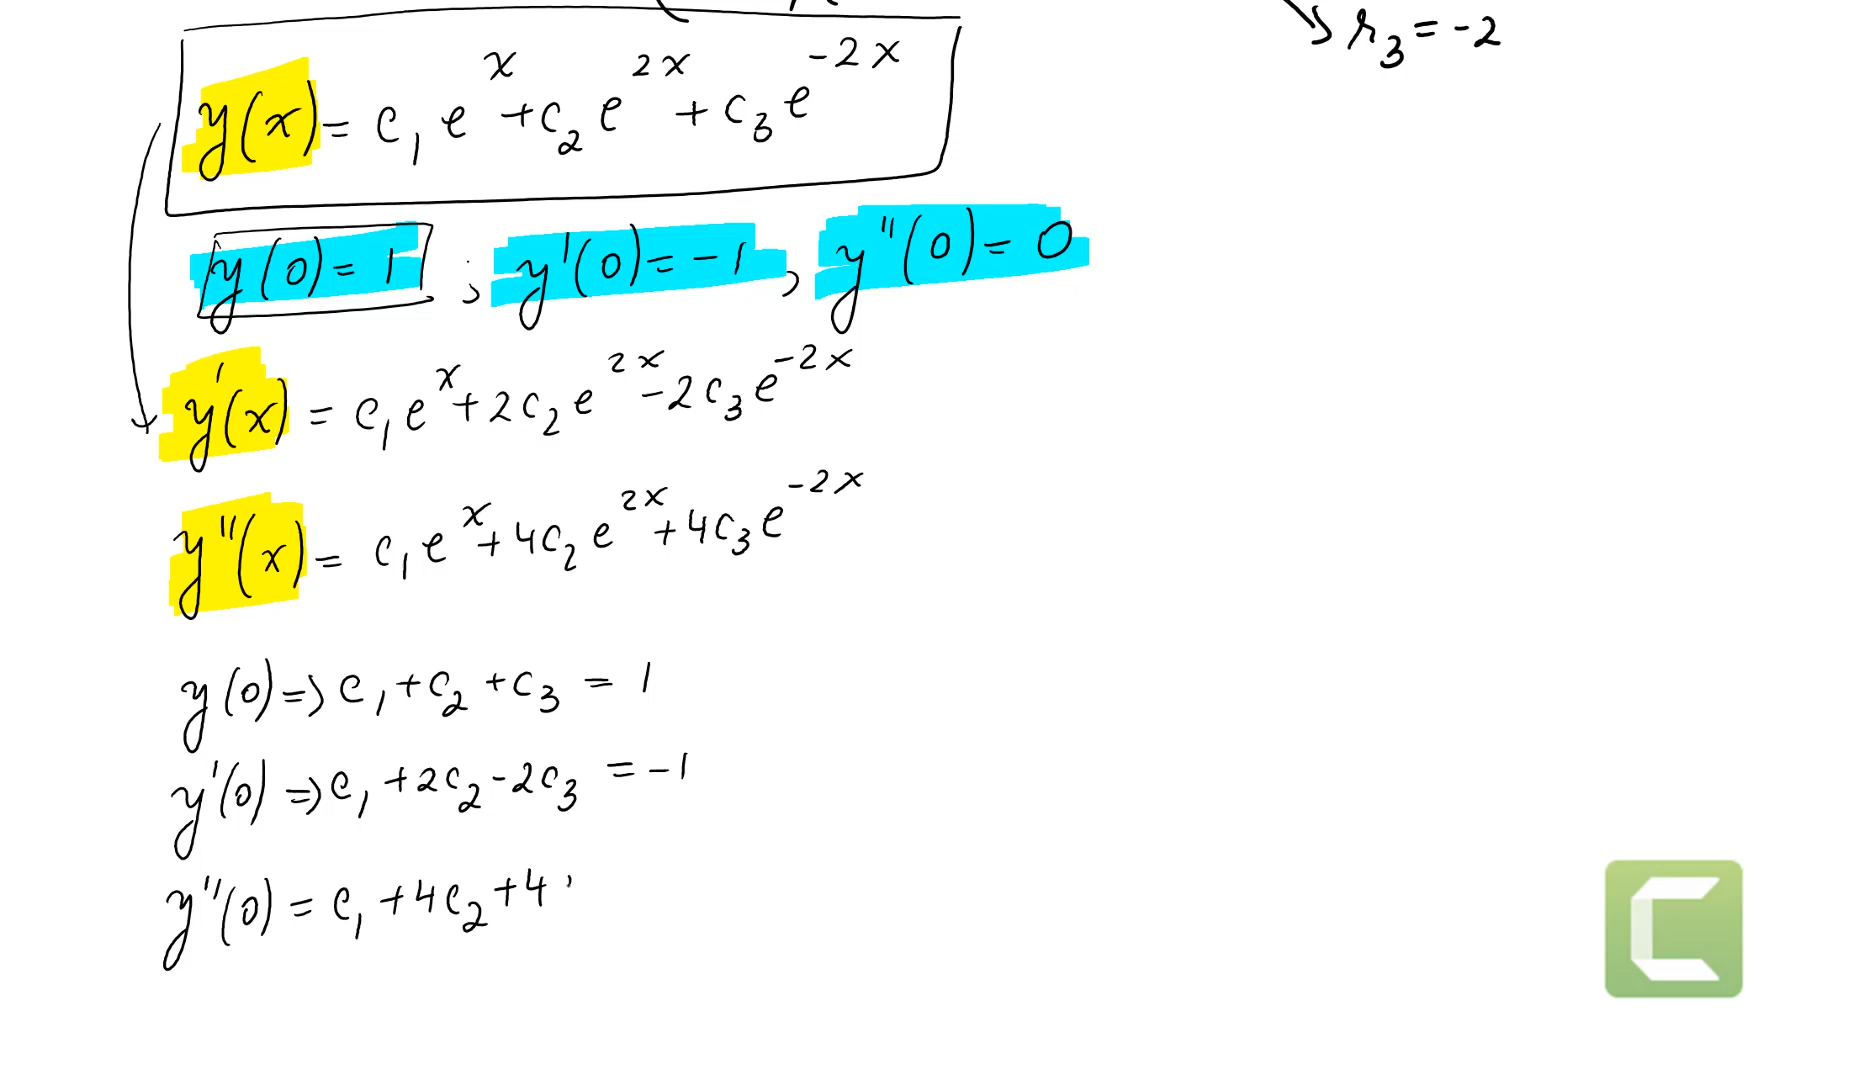 r₃ = -2
y(x) = c₁ e^x + c₂ e^2x + c₃ e^-2x
y(0) = 1 ; y'(0) = -1 , y''(0) = 0
y'(x) = c₁ e^x + 2c₂ e^2x - 2c₃ e^-2x
y''(x) = c₁ e^x + 4c₂ e^2x + 4c₃ e^-2x
y(0) => c₁ + c₂ + c₃ = 1
y'(0) => c₁ + 2c₂ - 2c₃ = -1
y''(0) = c₁ + 4c₂ + 4
C